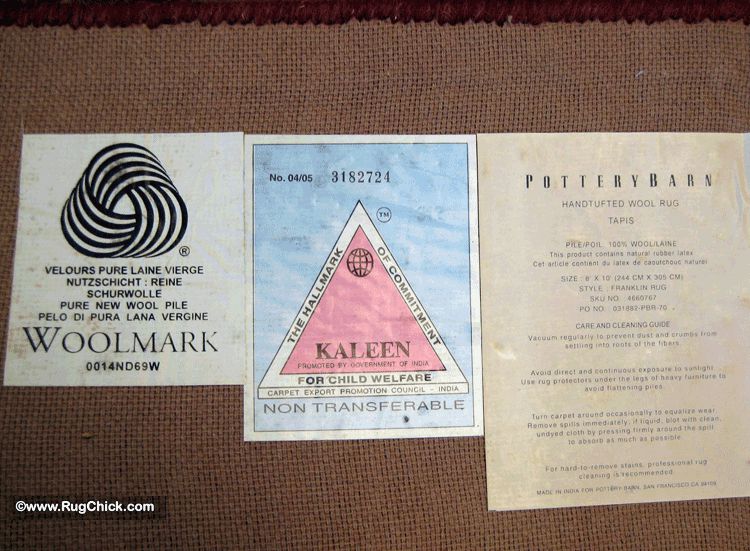 ®
VELOURS PURE LAINE VIERGE
NUTZSCHICHT : REINE
SCHURWOLLE
PURE NEW WOOL PILE
PELO DI PURA LANA VERGINE
WOOLMARK
0014ND69W
No. 04/05 3182724
TM
THE HALLMARK OF COMMITMENT
KALEEN
PROMOTED BY GOVERNMENT OF INDIA
FOR CHILD WELFARE
CARPET EXPORT PROMOTION COUNCIL - INDIA
NON TRANSFERABLE
POTTERY BARN
HANDTUFTED WOOL RUG
TAPIS
PILE/POIL: 100% WOOL/LAINE
This product contains natural rubber latex
Cet article contient du latex de caoutchouc naturel
SIZE : 8' X 10' (244 CM X 305 CM)
STYLE : FRANKLIN RUG
SKU NO : 4660767
PO NO. : 031882-PBR-70
CARE AND CLEANING GUIDE
Vacuum regularly to prevent dust and crumbs from
settling into roots of the fibers.
Avoid direct and continuous exposure to sunlight.
Use rug protectors under the legs of heavy furniture to
avoid flattening piles.
Turn carpet around occasionally to equalize wear.
Remove spills immediately; if liquid, blot with clean,
undyed cloth by pressing firmly around the spill
to absorb as much as possible.
For hard-to-remove stains, professional rug
cleaning is recommended.
MADE IN INDIA FOR POTTERY BARN, SAN FRANCISCO CA 94109
©www.RugChick.com